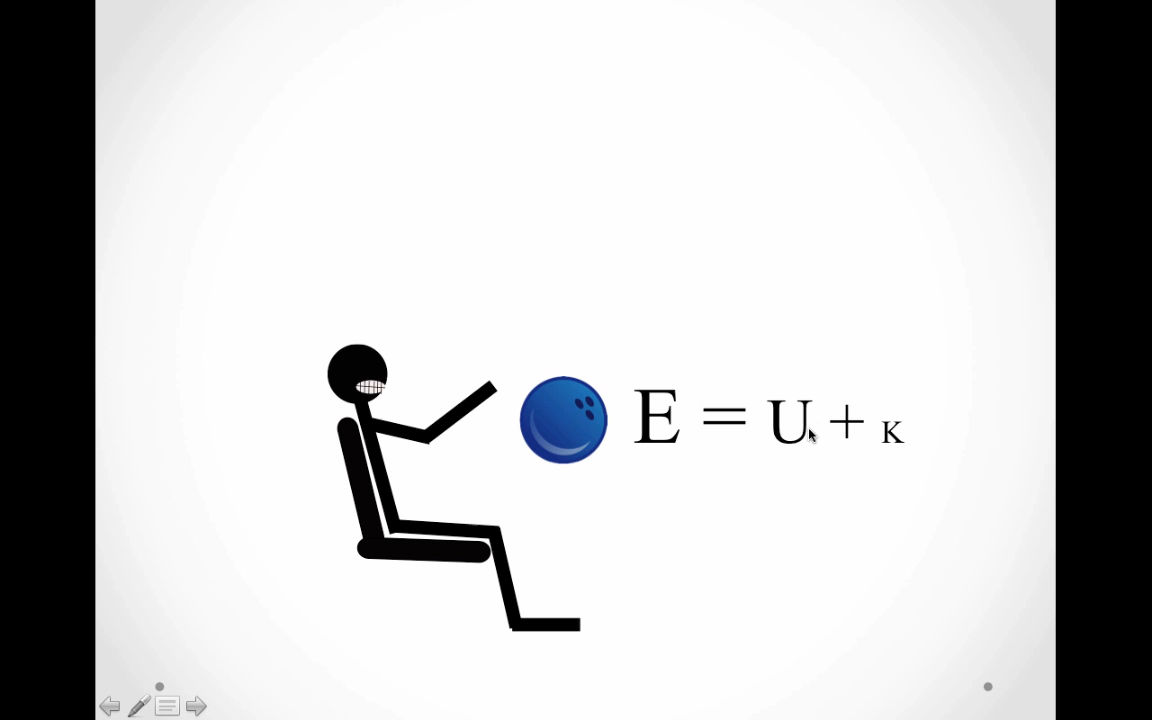 E = U + K